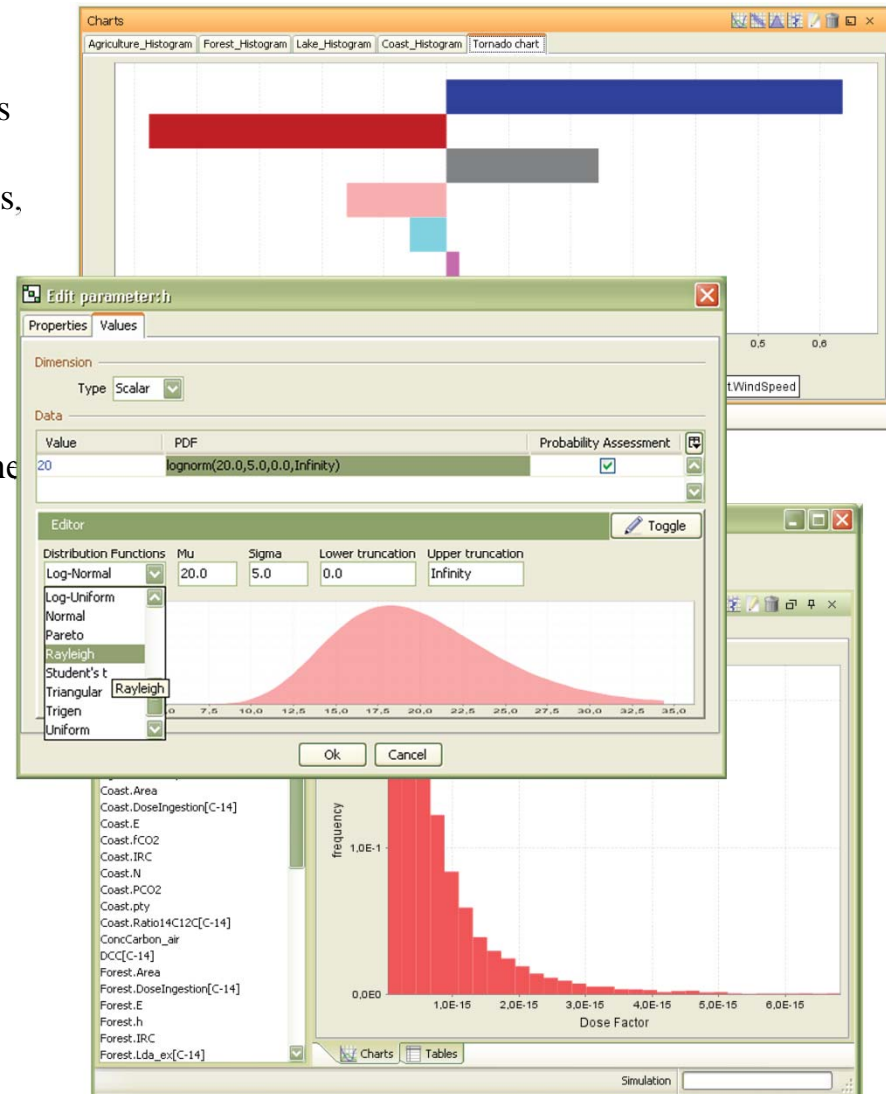 Charts
Agriculture_Histogram Forest_Histogram Lake_Histogram Coast_Histogram Tornado chart
s
s,
0,5 0,6
t.WindSpeed
Edit parameter:h
Properties Values
Dimension
Type Scalar
Data
Value PDF Probability Assessment
20 lognorm(20.0,5.0,0.0,Infinity)
ne
Editor Toggle
Distribution Functions Mu Sigma Lower truncation Upper truncation
Log-Normal 20.0 5.0 0.0 Infinity
Log-Uniform
Normal
Pareto
Rayleigh
Student's t
Triangular Rayleigh
Trigen
Uniform
,0 7,5 10,0 12,5 15,0 17,5 20,0 22,5 25,0 27,5 30,0 32,5 35,0
Ok Cancel
Coast.Area
Coast.DoseIngestion[C-14]
Coast.E
Coast.fCO2
Coast.IRC
Coast.N
Coast.PCO2
Coast.pty
Coast.Ratio14C12C[C-14]
ConcCarbon_air
DCC[C-14]
Forest.Area
Forest.DoseIngestion[C-14]
Forest.E
Forest.h
Forest.IRC
Forest.Lda_ex[C-14]
frequency
1,0E-1
0,0E0
1,0E-15 2,0E-15 3,0E-15 4,0E-15 5,0E-15 6,0E-15
Dose Factor
Charts Tables
Simulation